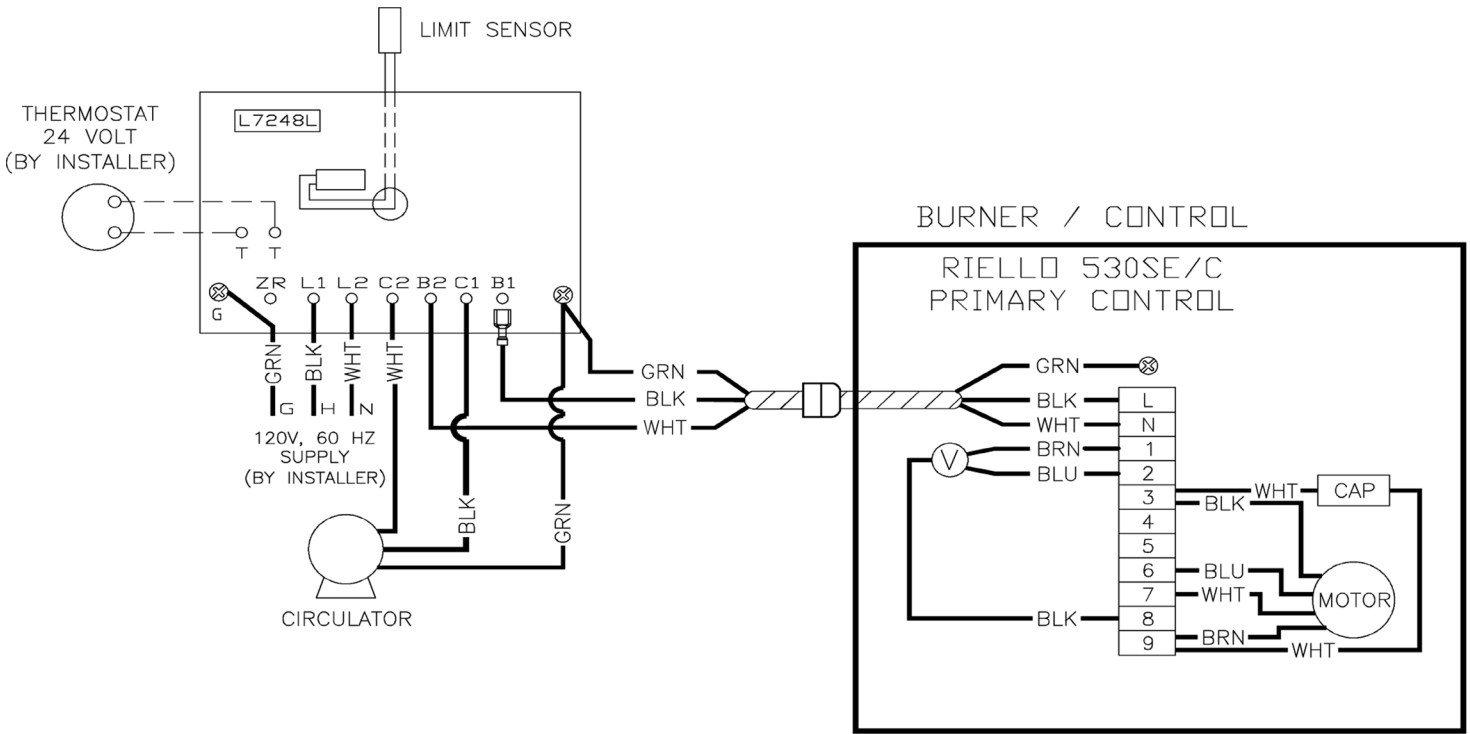 LIMIT SENSOR
THERMOSTAT
24 VOLT
(BY INSTALLER)
L7248L
T T
ZR L1 L2 C2 B2 C1 B1
G
GRN
BLK
WHT
WHT
G H N
120V, 60 HZ
SUPPLY
(BY INSTALLER)
BLK
GRN
CIRCULATOR
GRN
BLK
WHT
BURNER / CONTROL
RIELLO 530SE/C
PRIMARY CONTROL
GRN
BLK L
WHT N
V
BRN 1
BLU 2
3 WHT CAP
BLK
4
5
6 BLU
7 WHT
MOTOR
BLK 8
9 BRN
WHT